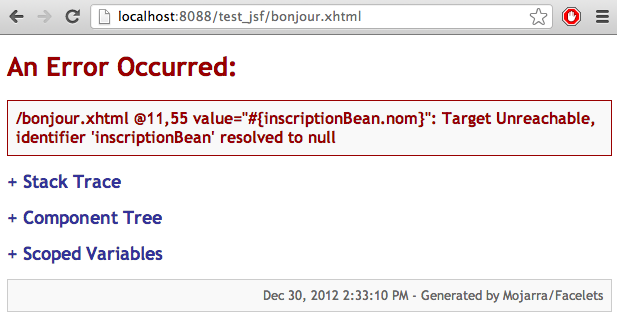 localhost:8088/test_jsf/bonjour.xhtml
An Error Occurred:
/bonjour.xhtml @11,55 value="#{inscriptionBean.nom}": Target Unreachable,
identifier 'inscriptionBean' resolved to null
+ Stack Trace
+ Component Tree
+ Scoped Variables
Dec 30, 2012 2:33:10 PM - Generated by Mojarra/Facelets